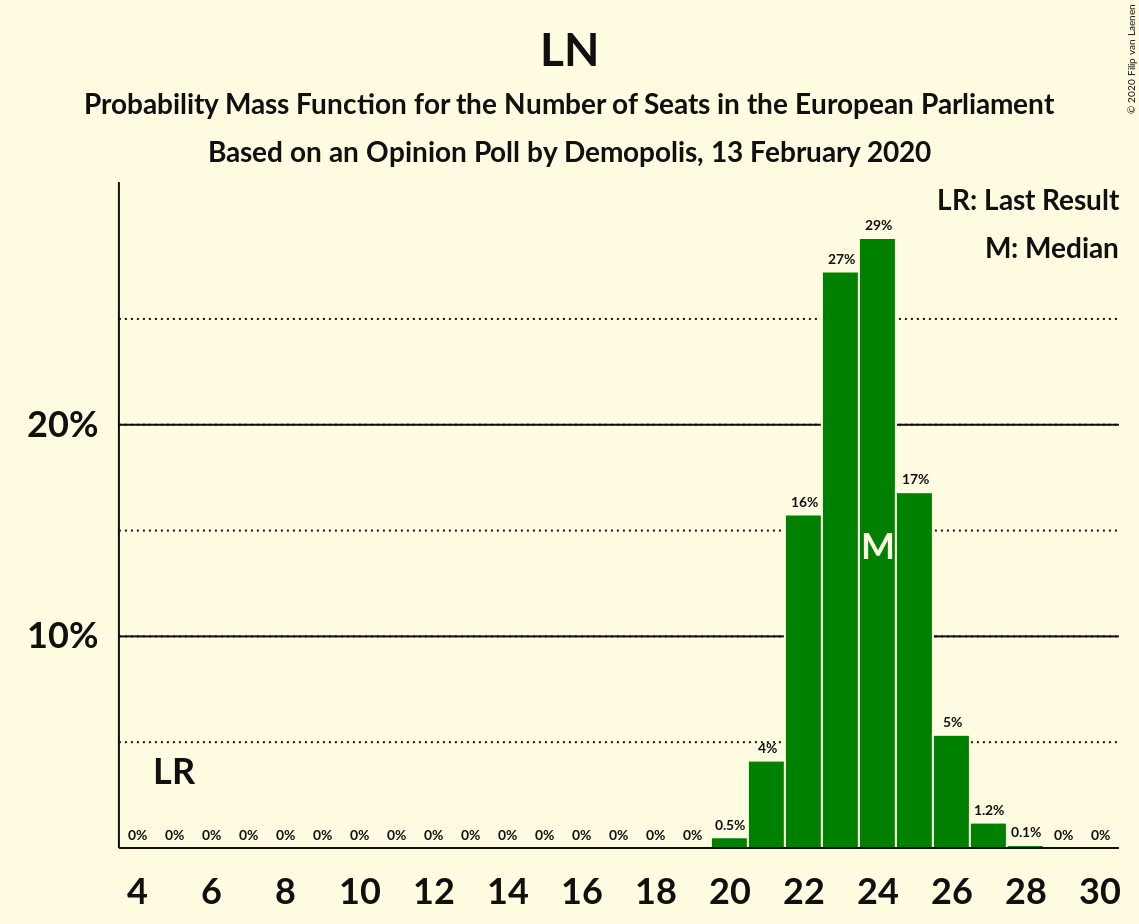 LN
Probability Mass Function for the Number of Seats in the European Parliament
Based on an Opinion Poll by Demopolis, 13 February 2020
© 2020 Filip van Laenen
LR: Last Result
M: Median
29%
27%
20%
17%
16%
M
10%
5%
4%
LR
1.2%
0% 0% 0% 0% 0% 0% 0% 0% 0% 0% 0% 0% 0% 0% 0% 0% 0.5% 0.1% 0% 0%
4 6 8 10 12 14 16 18 20 22 24 26 28 30